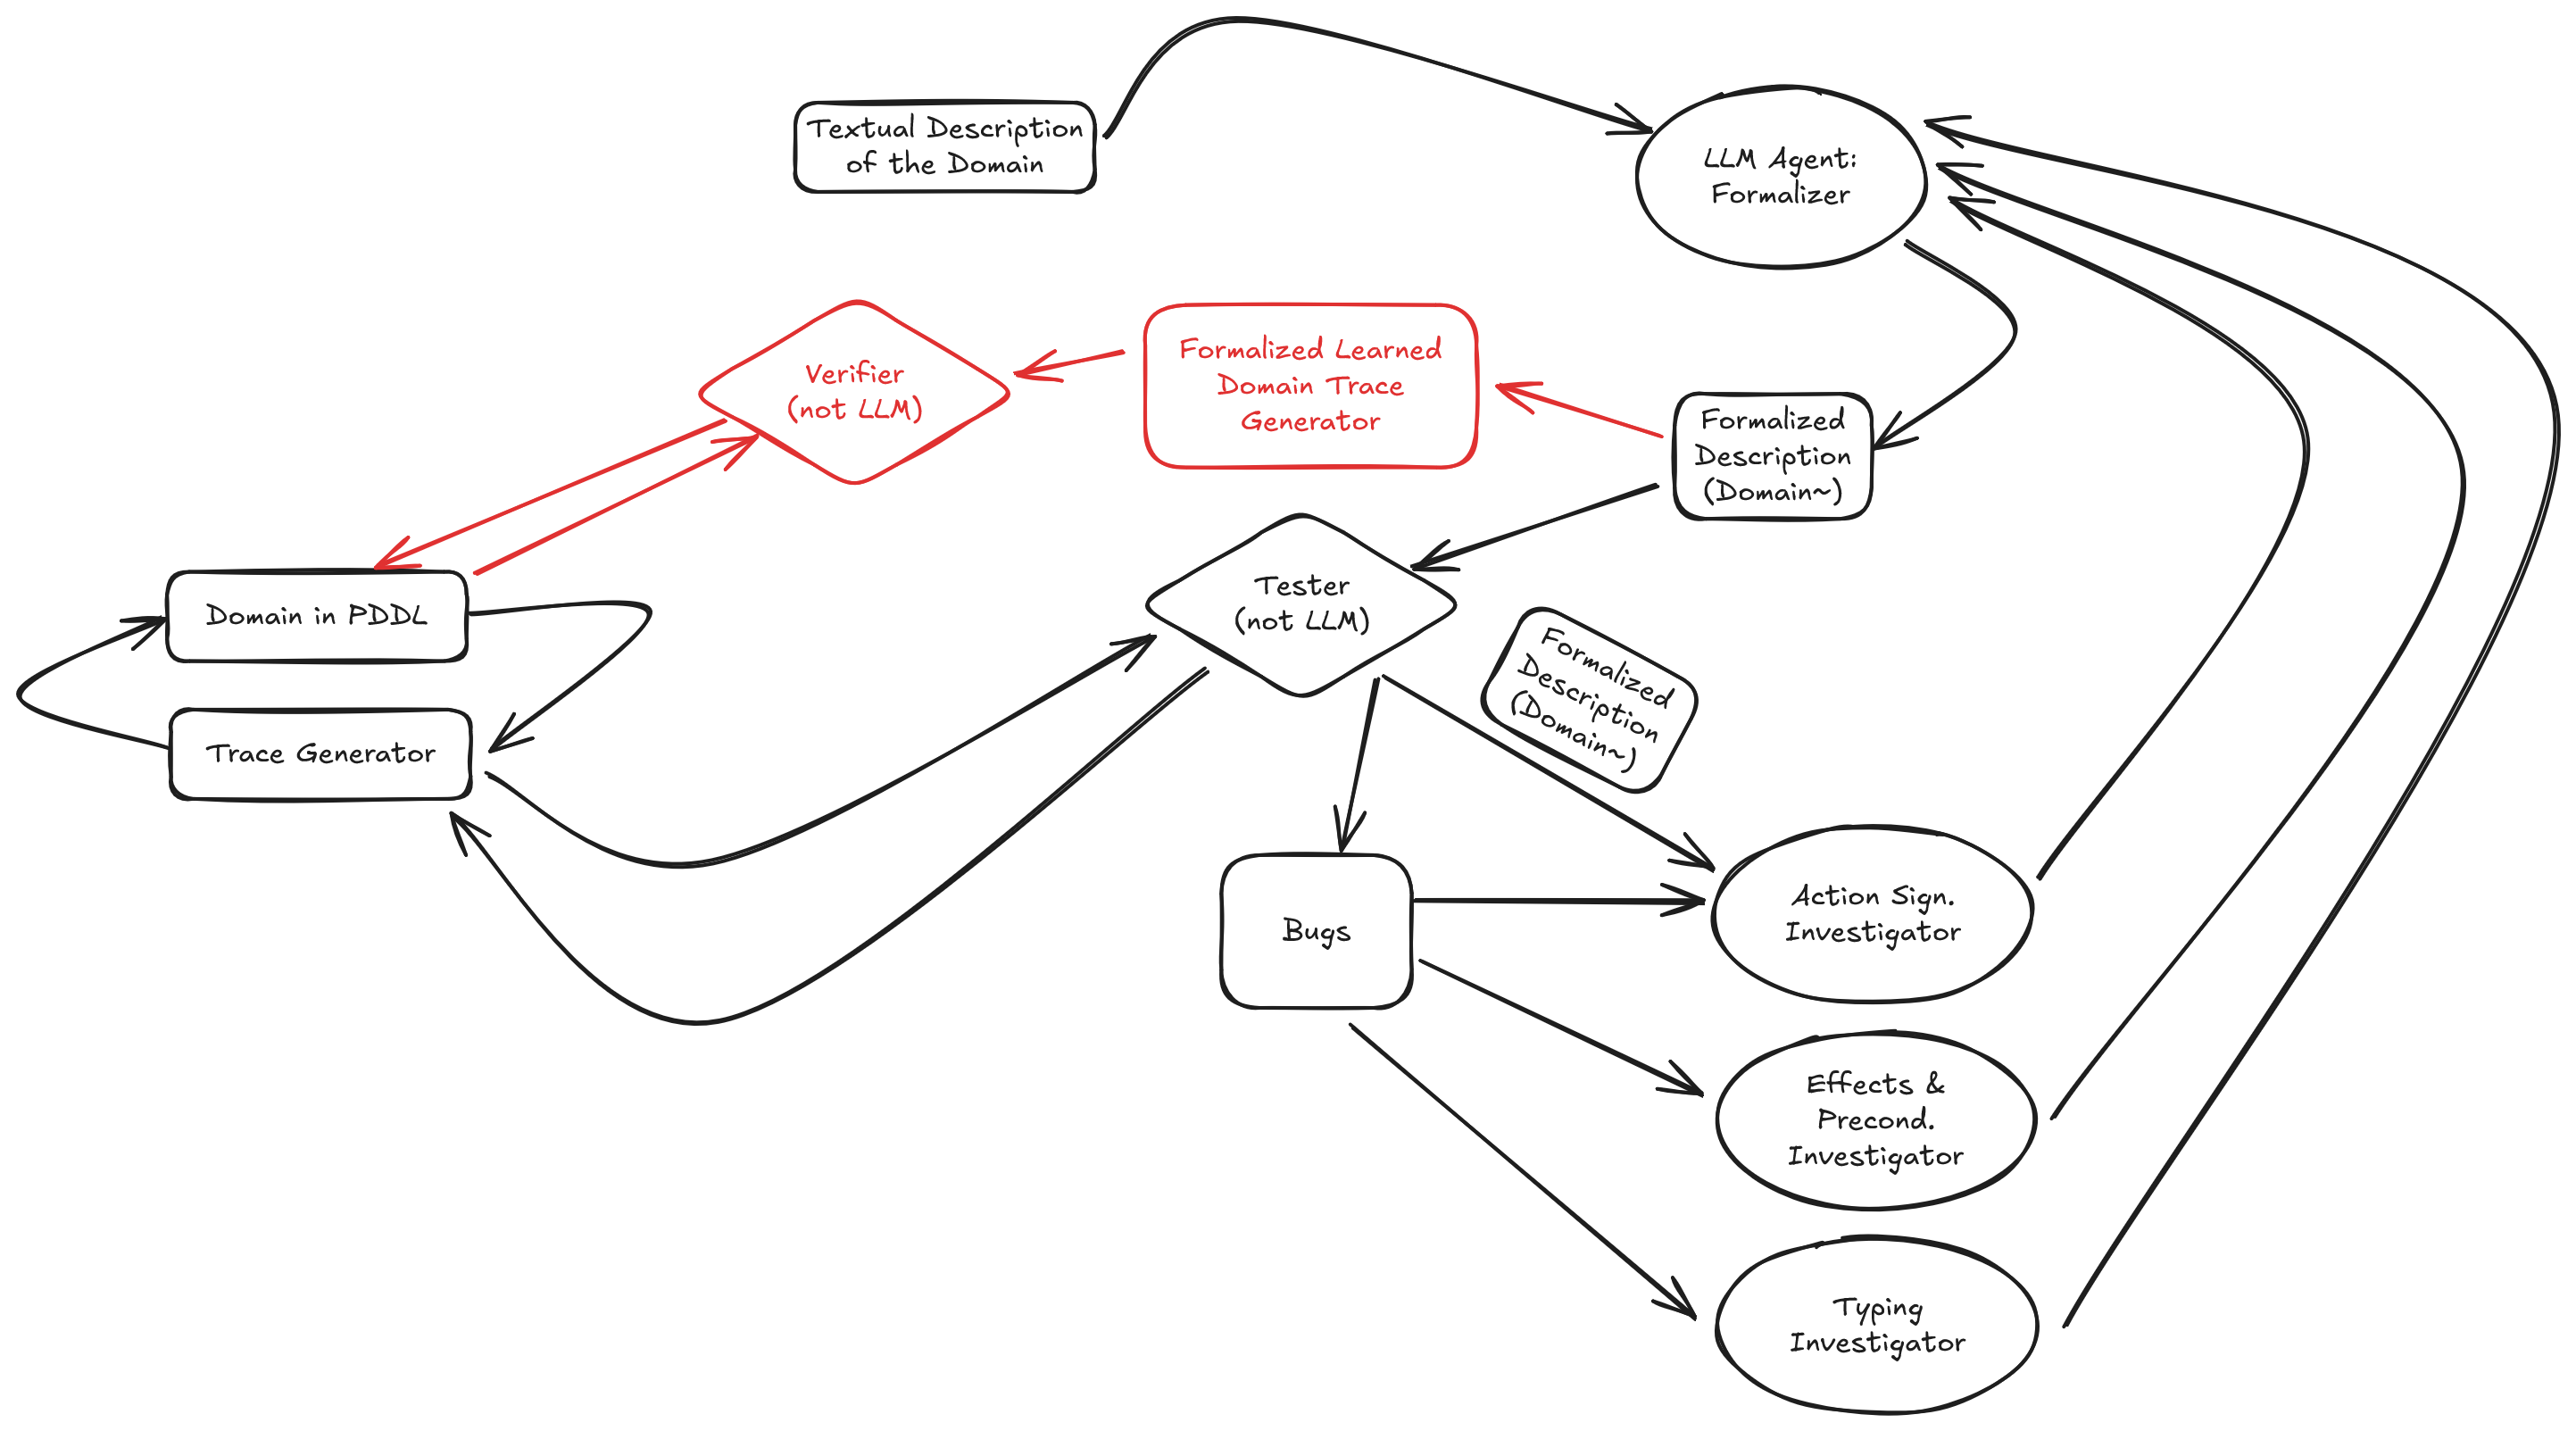 Textual Description
of the Domain
LLM Agent:
Formalizer
Verifier
(not LLM)
Formalized Learned
Domain Trace
Generator
Formalized
Description
(Domain~)
Domain in PDDL
Tester
(not LLM)
Formalized
Description
(Domain~)
Trace Generator
Bugs
Action Sign.
Investigator
Effects &
Precond.
Investigator
Typing
Investigator